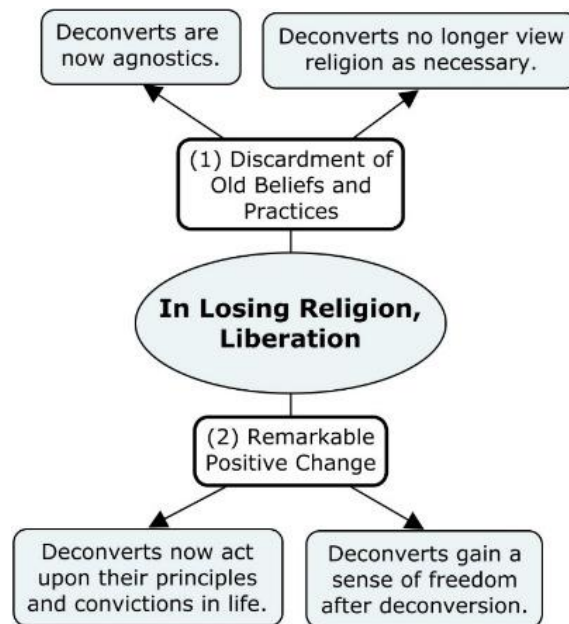 Deconverts are
now agnostics.
Deconverts no longer view
religion as necessary.
(1) Discardment of
Old Beliefs and
Practices
In Losing Religion,
Liberation
(2) Remarkable
Positive Change
Deconverts now act
upon their principles
and convictions in life.
Deconverts gain a
sense of freedom
after deconversion.